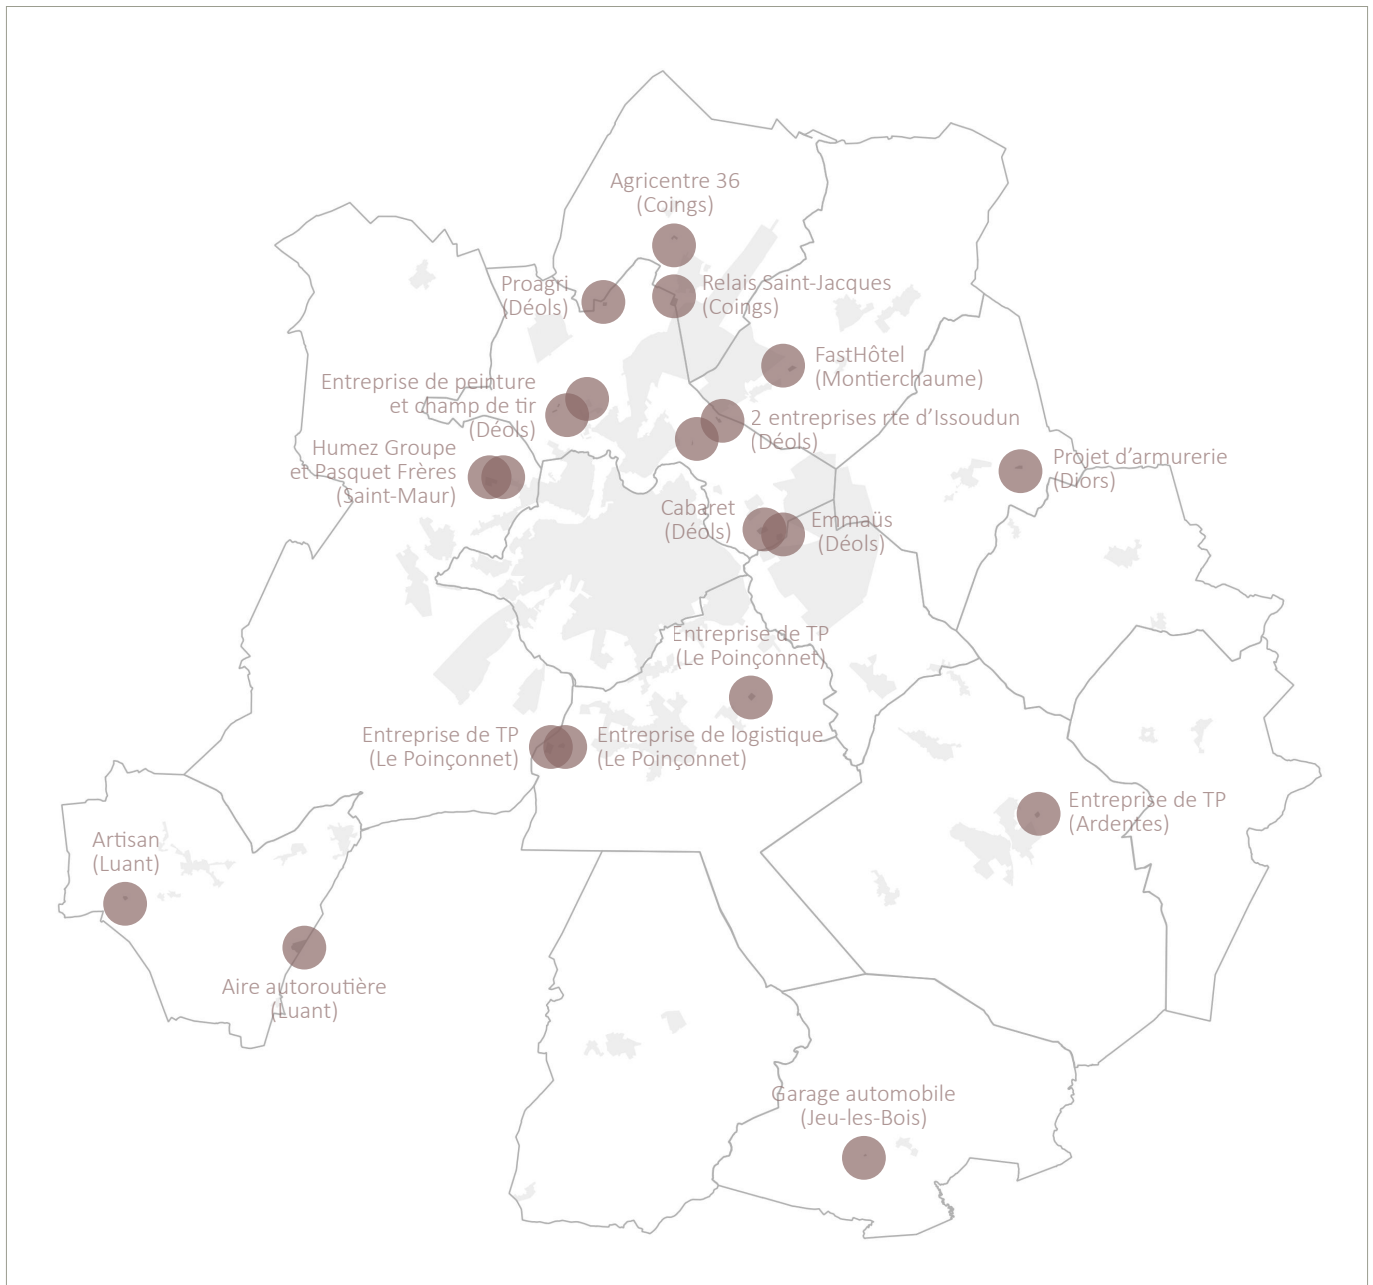 Agricentre 36
(Coings)
Proagri
(Déols)
Relais Saint-Jacques
(Coings)
FastHôtel
(Montierchaume)
Entreprise de peinture
et champ de tir
(Déols)
2 entreprises rte d'Issoudun
(Déols)
Humez Groupe
et Pasquet Frères
(Saint-Maur)
Projet d'armurerie
(Diors)
Cabaret
(Déols)
Emmaüs
(Déols)
Entreprise de TP
(Le Poinçonnet)
Entreprise de TP
(Le Poinçonnet)
Entreprise de logistique
(Le Poinçonnet)
Entreprise de TP
(Ardentes)
Artisan
(Luant)
Aire autoroutière
(Luant)
Garage automobile
(Jeu-les-Bois)